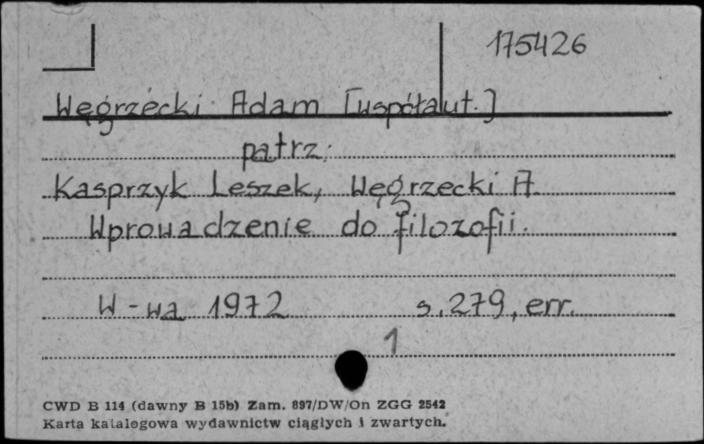 175426
Węgrzecki Adam [współaut.]
patrz:
Kasprzyk Leszek, Węgrzecki A.
Wprowadzenie do filozofii.
W-wa 1972 s. 279, err.
1
CWD B 114 (dawny B 15b) Zam. 897/DW/On ZGG 2542
Karta katalogowa wydawnictw ciągłych i zwartych.